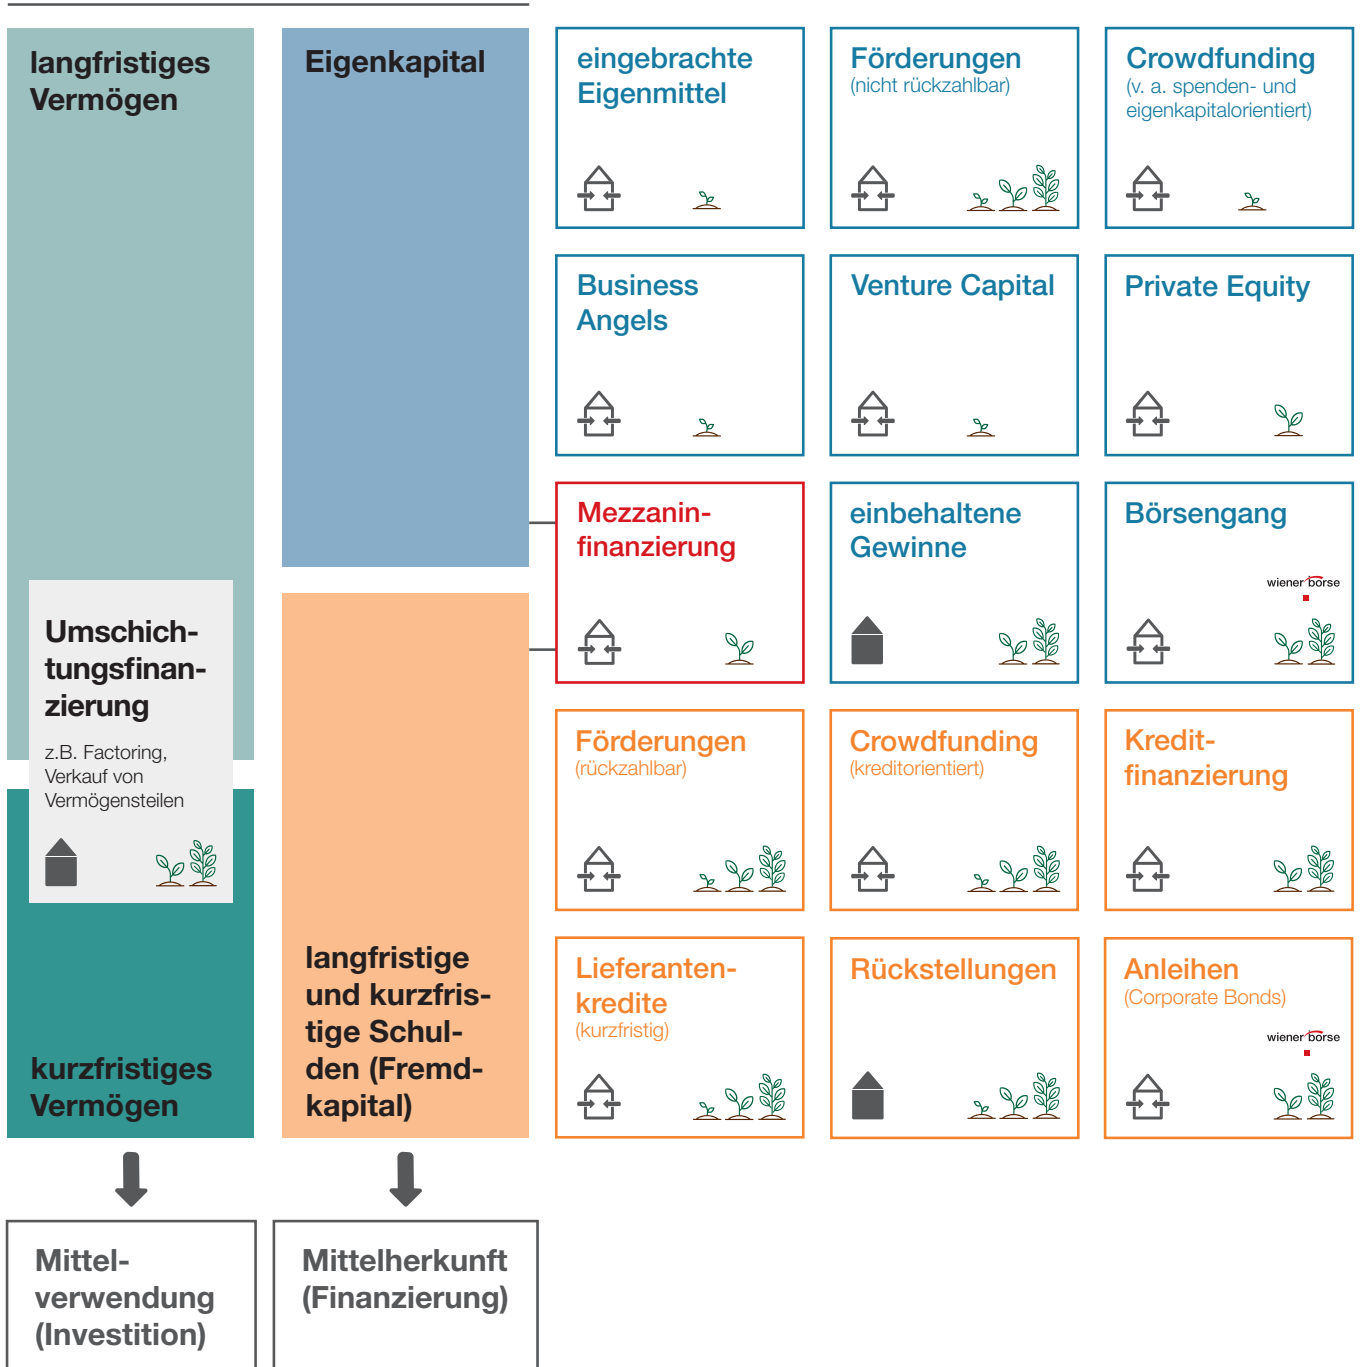 langfristiges
Vermögen
Umschich-
tungsfinan-
zierung
z.B. Factoring,
Verkauf von
Vermögensteilen
kurzfristiges
Vermögen
Eigenkapital
langfristige
und kurzfris-
tige Schul-
den (Fremd-
kapital)
eingebrachte
Eigenmittel
Förderungen
(nicht rückzahlbar)
Crowdfunding
(v. a. spenden- und
eigenkapitalorientiert)
Business
Angels
Venture Capital
Private Equity
Mezzanin-
finanzierung
einbehaltene
Gewinne
Börsengang
wiener börse
Förderungen
(rückzahlbar)
Crowdfunding
(kreditorientiert)
Kredit-
finanzierung
Lieferanten-
kredite
(kurzfristig)
Rückstellungen
Anleihen
(Corporate Bonds)
wiener börse
Mittel-
verwendung
(Investition)
Mittelherkunft
(Finanzierung)